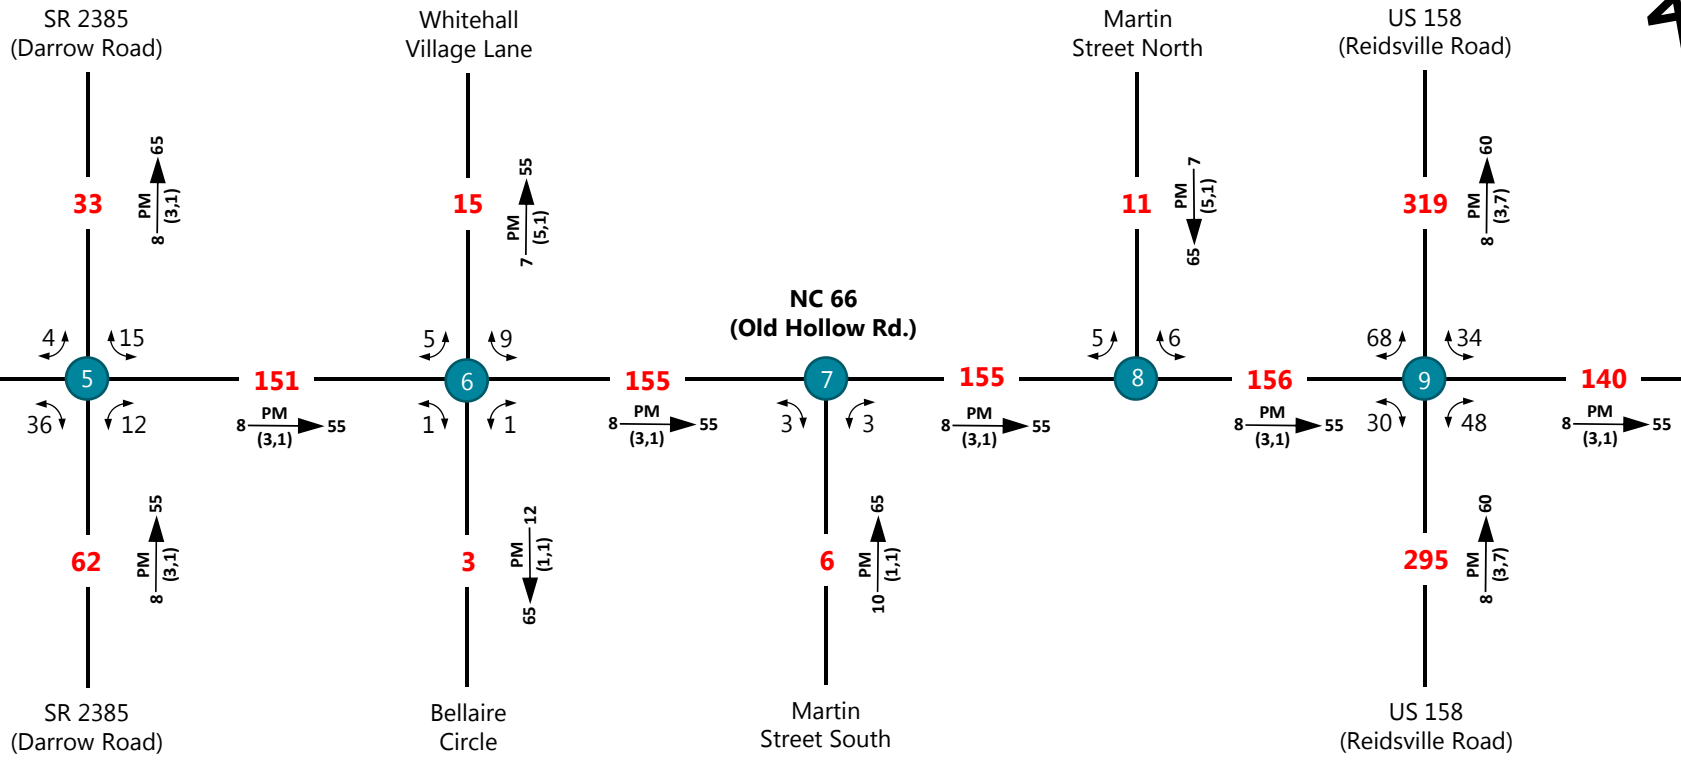 SR 2385
(Darrow Road)
Whitehall
Village Lane
Martin
Street North
US 158
(Reidsville Road)
33
8 PM 65
(3,1)
15
7 PM 55
(5,1)
11
7 PM 65
(5,1)
319
8 PM 60
(3,7)
NC 66
(Old Hollow Rd.)
4 15
5 9
5 6
68 34
5
151
6
155
7
155
8
156
9
140
36 12
8 PM 55
(3,1)
1 1
8 PM 55
(3,1)
3 3
8 PM 55
(3,1)
8 PM 55
(3,1)
30 48
8 PM 55
(3,1)
62
8 PM 55
(3,1)
3
12 PM 65
(1,1)
6
10 PM 65
(1,1)
295
8 PM 60
(3,7)
SR 2385
(Darrow Road)
Bellaire
Circle
Martin
Street South
US 158
(Reidsville Road)